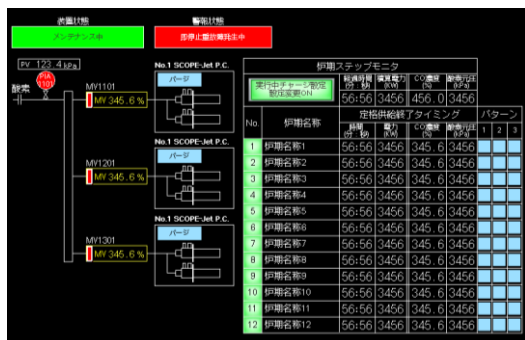 装置状態
メンテナンス中
警報状態
即停止重故障発生中
PV 123.4 kPa
PIA
1101
酸素
MV1101
MV 345.6 %
MV1201
MV 345.6 %
MV1301
MV 345.6 %
No.1 SCOPE-Jet P.C.
パージ
No.1 SCOPE-Jet P.C.
パージ
No.1 SCOPE-Jet P.C.
パージ
炉期ステップモニタ
実行中チャージ設定
設定変更ON
経過時間 (分:秒) 積算電力 (KW) CO濃度 (%) 酸素元圧 (kPa)
56:56 3456 456.0 3456
No. 炉期名称 定格供給終了タイミング パターン
時間 (分:秒) 電力 (KW) CO濃度 (%) 酸素元圧 (kPa) 1 2 3
1 炉期名称1 56:56 3456 345.6 3456
2 炉期名称2 56:56 3456 345.6 3456
3 炉期名称3 56:56 3456 345.6 3456
4 炉期名称4 56:56 3456 345.6 3456
5 炉期名称5 56:56 3456 345.6 3456
6 炉期名称6 56:56 3456 345.6 3456
7 炉期名称7 56:56 3456 345.6 3456
8 炉期名称8 56:56 3456 345.6 3456
9 炉期名称9 56:56 3456 345.6 3456
10 炉期名称10 56:56 3456 345.6 3456
11 炉期名称11 56:56 3456 345.6 3456
12 炉期名称12 56:56 3456 345.6 3456